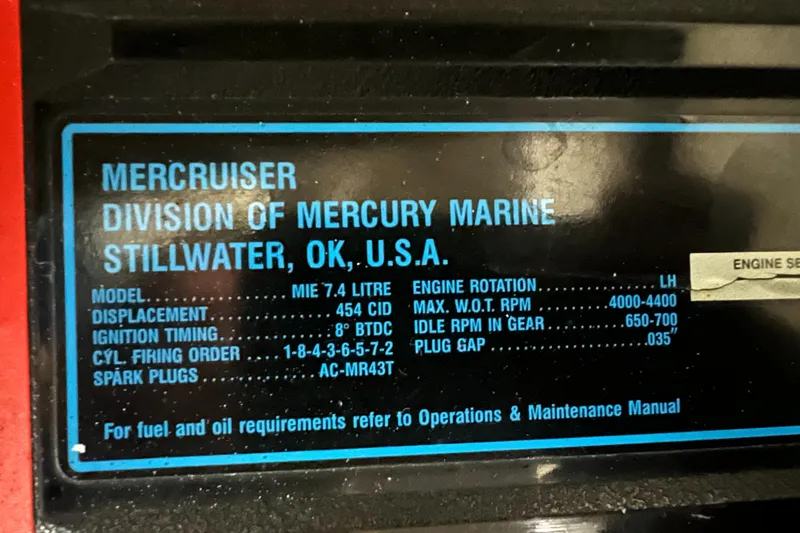 MERCRUISER
DIVISION OF MERCURY MARINE
STILLWATER, OK, U.S.A.
MODEL................. MIE 7.4 LITRE
DISPLACEMENT............... 454 CID
IGNITION TIMING.............. 8° BTDC
CYL. FIRING ORDER .... 1-8-4-3-6-5-7-2
SPARK PLUGS ............. AC-MR43T
ENGINE ROTATION.................. LH
MAX. W.O.T. RPM ..........4000-4400
IDLE RPM IN GEAR ...........650-700
PLUG GAP .....................035"
For fuel and oil requirements refer to Operations & Maintenance Manual
ENGINE SE